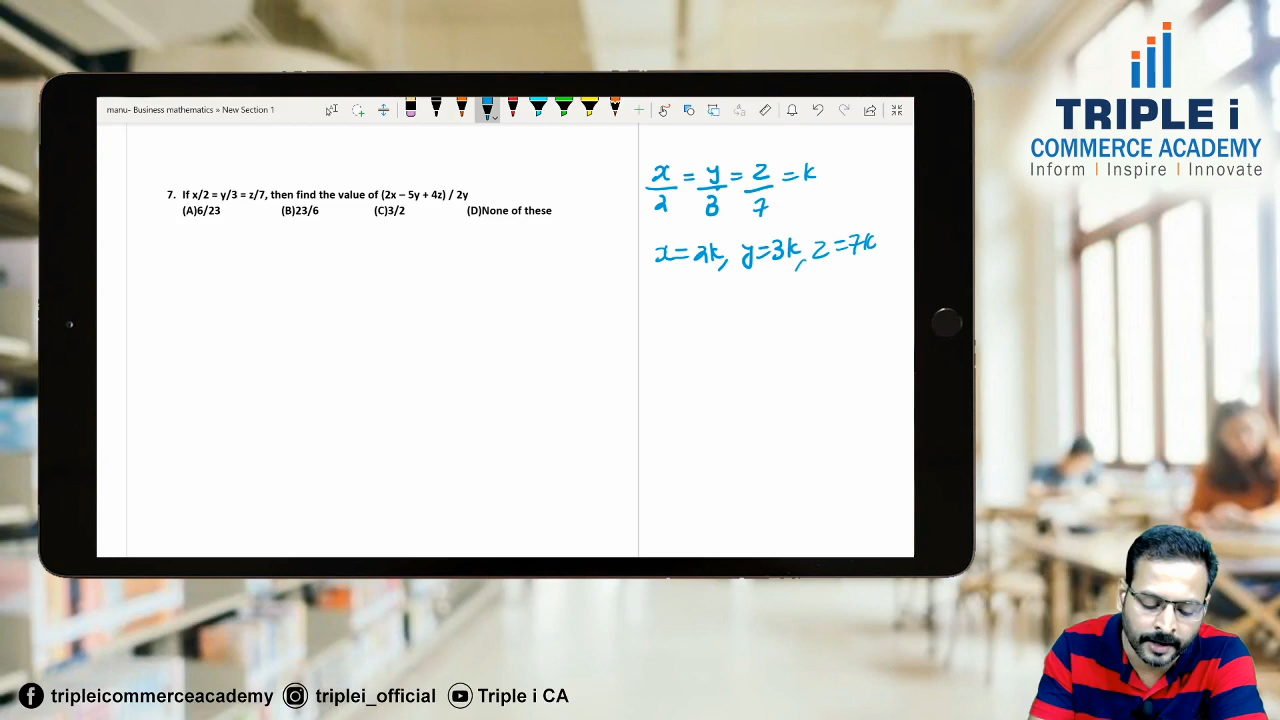 TRIPLE i
COMMERCE ACADEMY
Inform | Inspire | Innovate
manu- Business mathematics » New Section 1
7. If x/2 = y/3 = z/7, then find the value of (2x – 5y + 4z) / 2y
(A)6/23 (B)23/6 (C)3/2 (D)None of these
x/2 = y/3 = z/7 = k
x = 2k, y = 3k, z = 7k
tripleicommerceacademy triplei_official Triple i CA